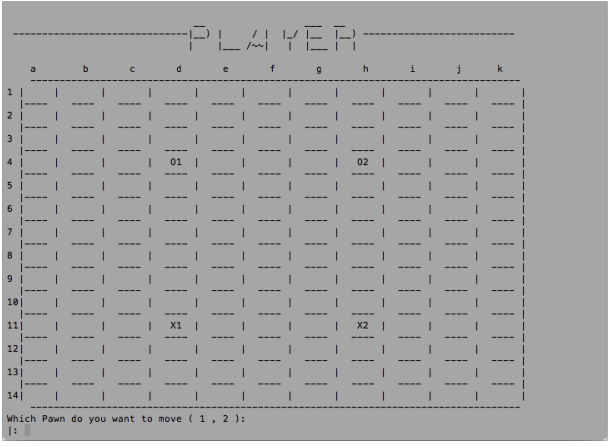 PLAYER
a b c d e f g h i j k
1
2
3
4 O1 O2
5
6
7
8
9
10
11 X1 X2
12
13
14
Which Pawn do you want to move ( 1 , 2 ):
|: